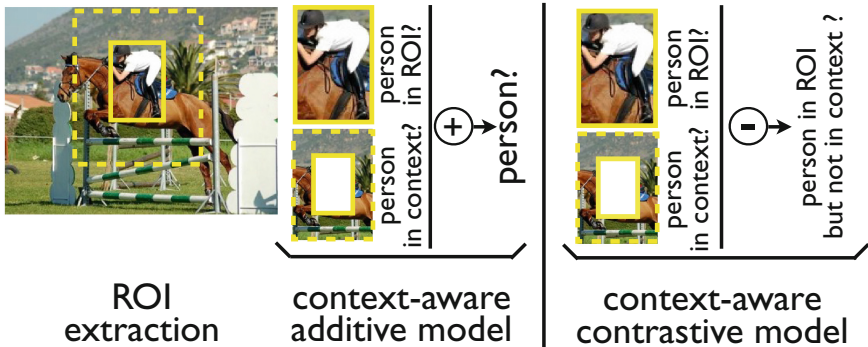 person
in ROI?
person
in context?
+
person?
person
in ROI?
person
in context?
-
person in ROI
but not in context ?
ROI
extraction
context-aware
additive model
context-aware
contrastive model